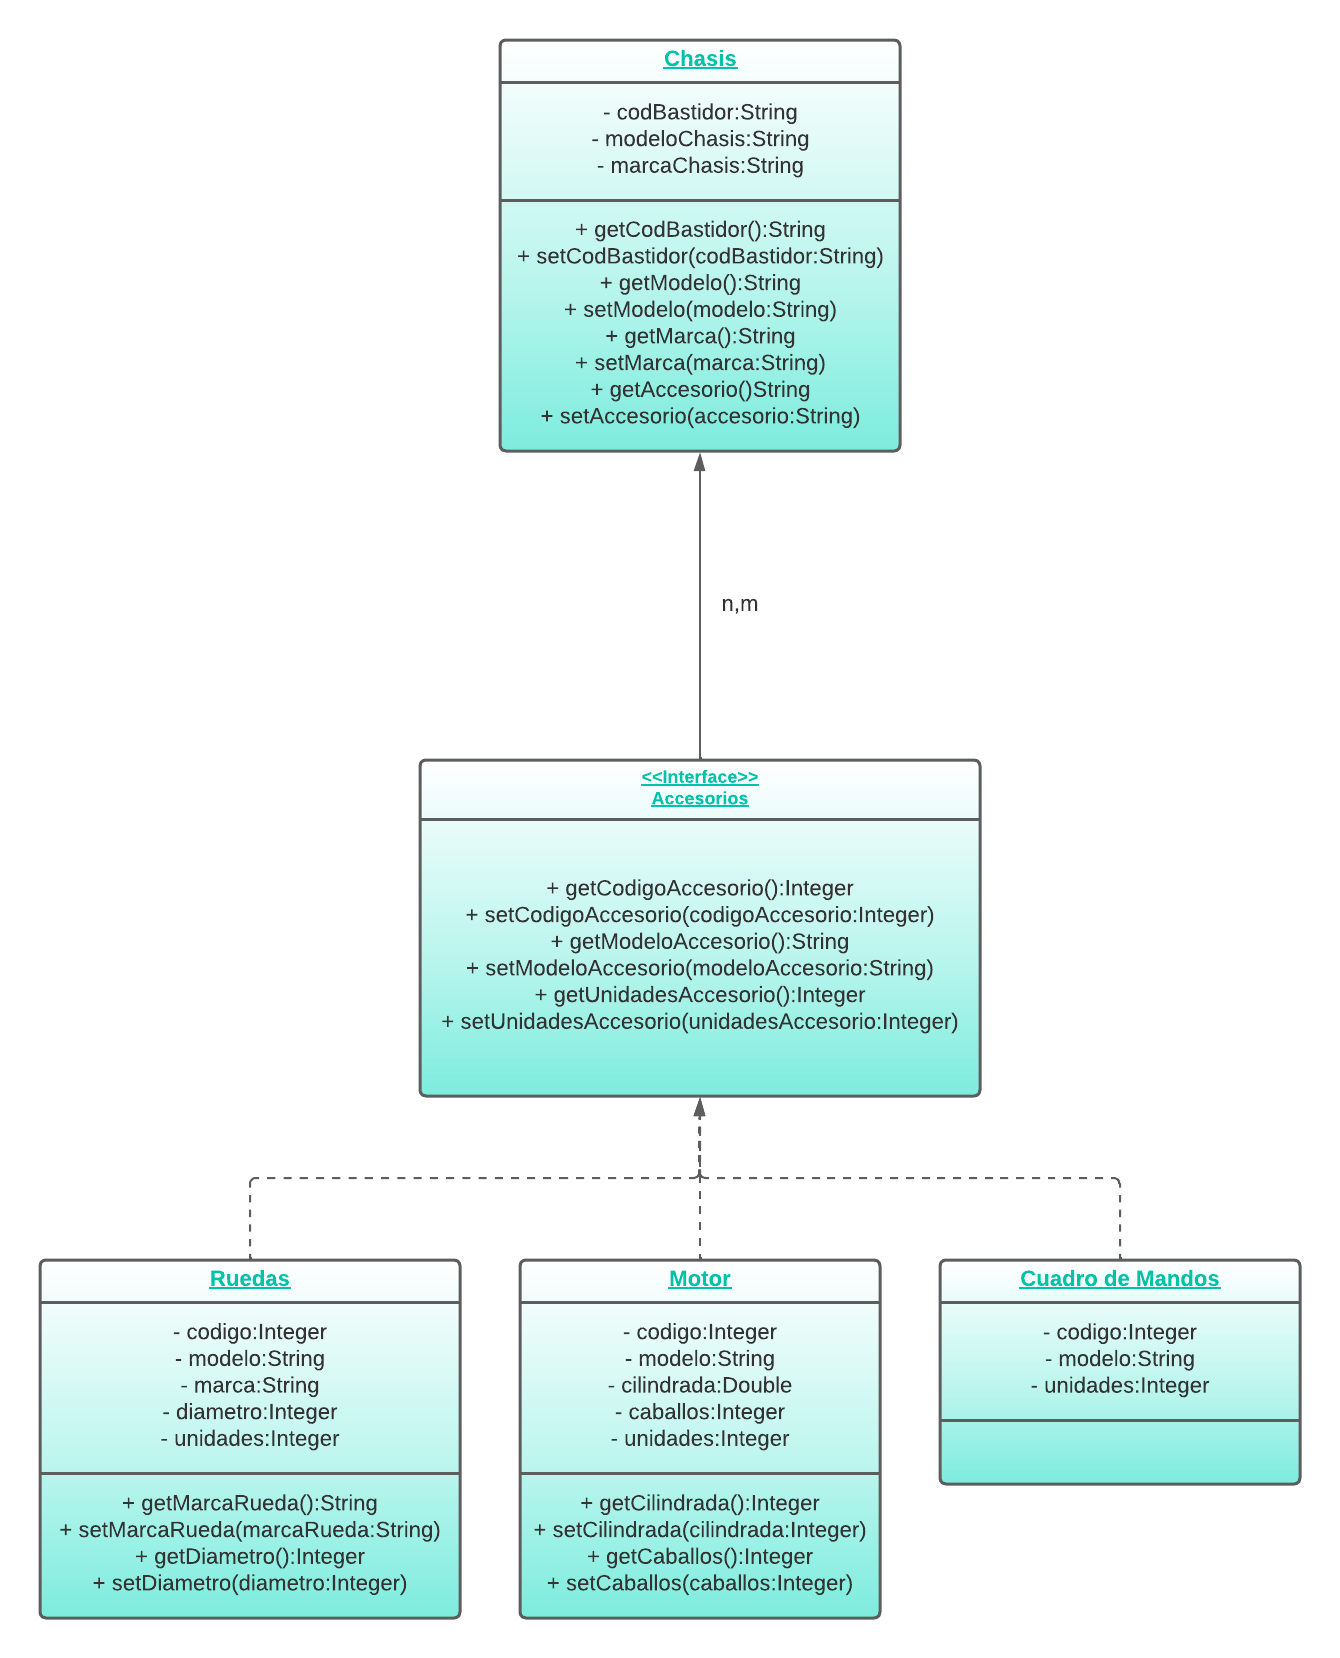 Chasis
- codBastidor:String
- modeloChasis:String
- marcaChasis:String
+ getCodBastidor():String
+ setCodBastidor(codBastidor:String)
+ getModelo():String
+ setModelo(modelo:String)
+ getMarca():String
+ setMarca(marca:String)
+ getAccesorio()String
+ setAccesorio(accesorio:String)
n,m
<<Interface>>
Accesorios
+ getCodigoAccesorio():Integer
+ setCodigoAccesorio(codigoAccesorio:Integer)
+ getModeloAccesorio():String
+ setModeloAccesorio(modeloAccesorio:String)
+ getUnidadesAccesorio():Integer
+ setUnidadesAccesorio(unidadesAccesorio:Integer)
Ruedas
- codigo:Integer
- modelo:String
- marca:String
- diametro:Integer
- unidades:Integer
+ getMarcaRueda():String
+ setMarcaRueda(marcaRueda:String)
+ getDiametro():Integer
+ setDiametro(diametro:Integer)
Motor
- codigo:Integer
- modelo:String
- cilindrada:Double
- caballos:Integer
- unidades:Integer
+ getCilindrada():Integer
+ setCilindrada(cilindrada:Integer)
+ getCaballos():Integer
+ setCaballos(caballos:Integer)
Cuadro de Mandos
- codigo:Integer
- modelo:String
- unidades:Integer